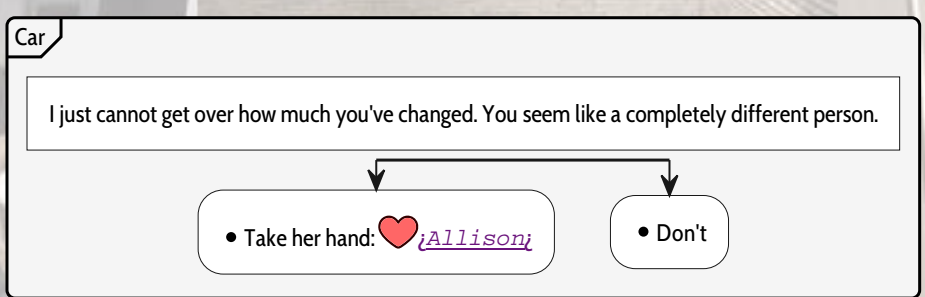 Car
I just cannot get over how much you've changed. You seem like a completely different person.
• Take her hand: ❤¿Allison¿
• Don't